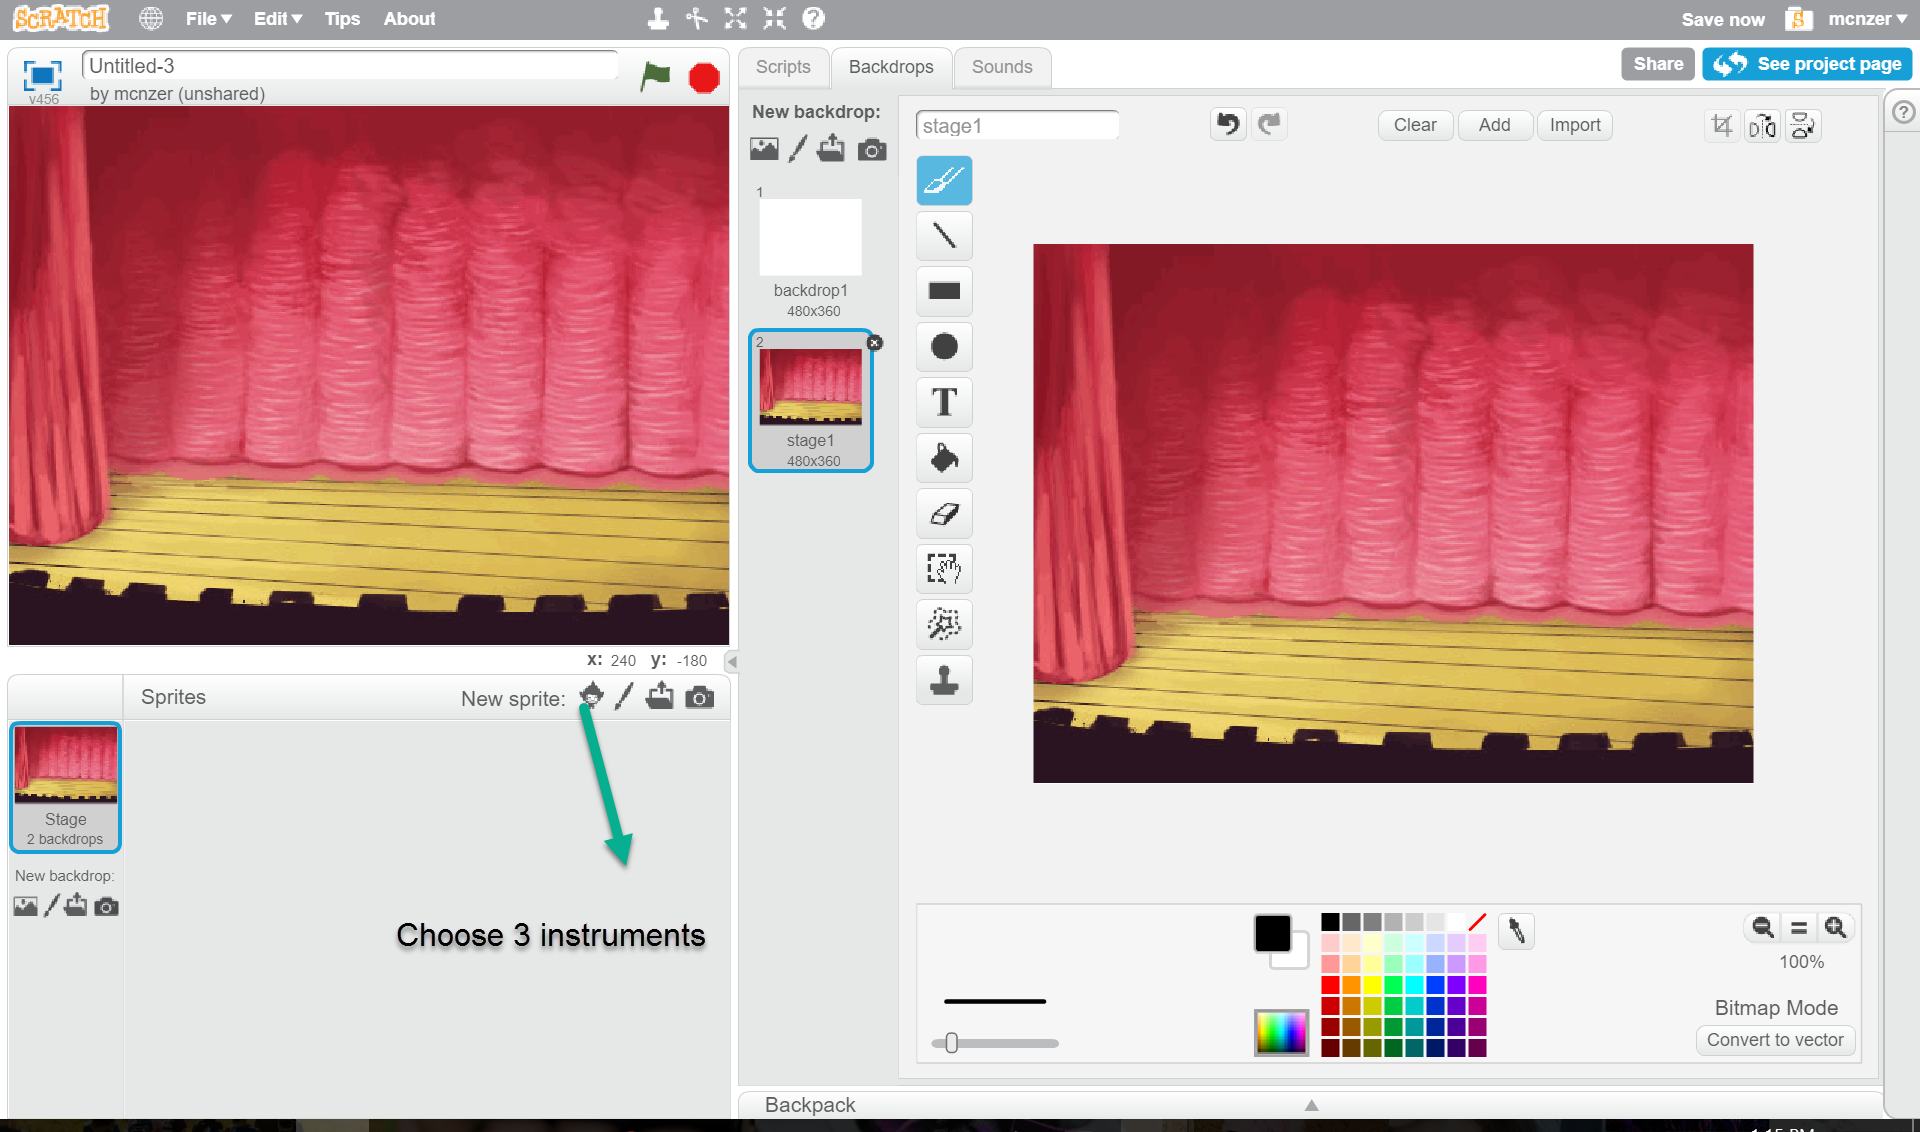 SCRATCH File Edit Tips About Save now S mcnzer
Untitled-3
v456 by mcnzer (unshared)
Scripts Backdrops Sounds Share See project page
New backdrop:
stage1 Clear Add Import
1
backdrop1
480x360
2
stage1
480x360
T
x: 240 y: -180
Sprites New sprite:
Stage
2 backdrops
New backdrop:
Choose 3 instruments
100%
Bitmap Mode
Convert to vector
Backpack